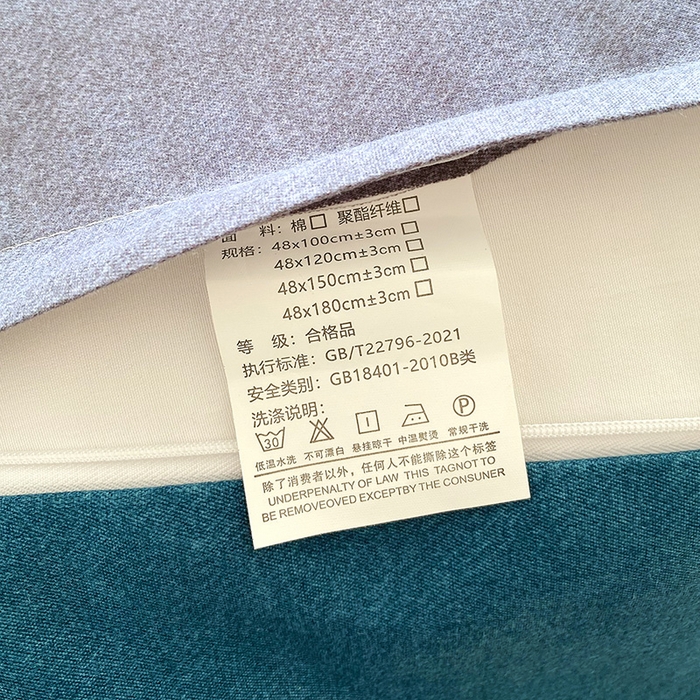 面 料：棉□ 聚酯纤维□
规格：48x100cm±3cm□
48x120cm±3cm□
48x150cm±3cm□
48x180cm±3cm□
等 级：合格品
执行标准：GB/T22796-2021
安全类别：GB18401-2010B类
洗涤说明：
30 P
低温水洗 不可漂白 悬挂晾干 中温熨烫 常规干洗
除了消费者以外，任何人不能撕除这个标签
UNDERPENALTY OF LAW THIS TAGNOT TO
BE REMOVEOVED EXCEPTBY THE CONSUNER